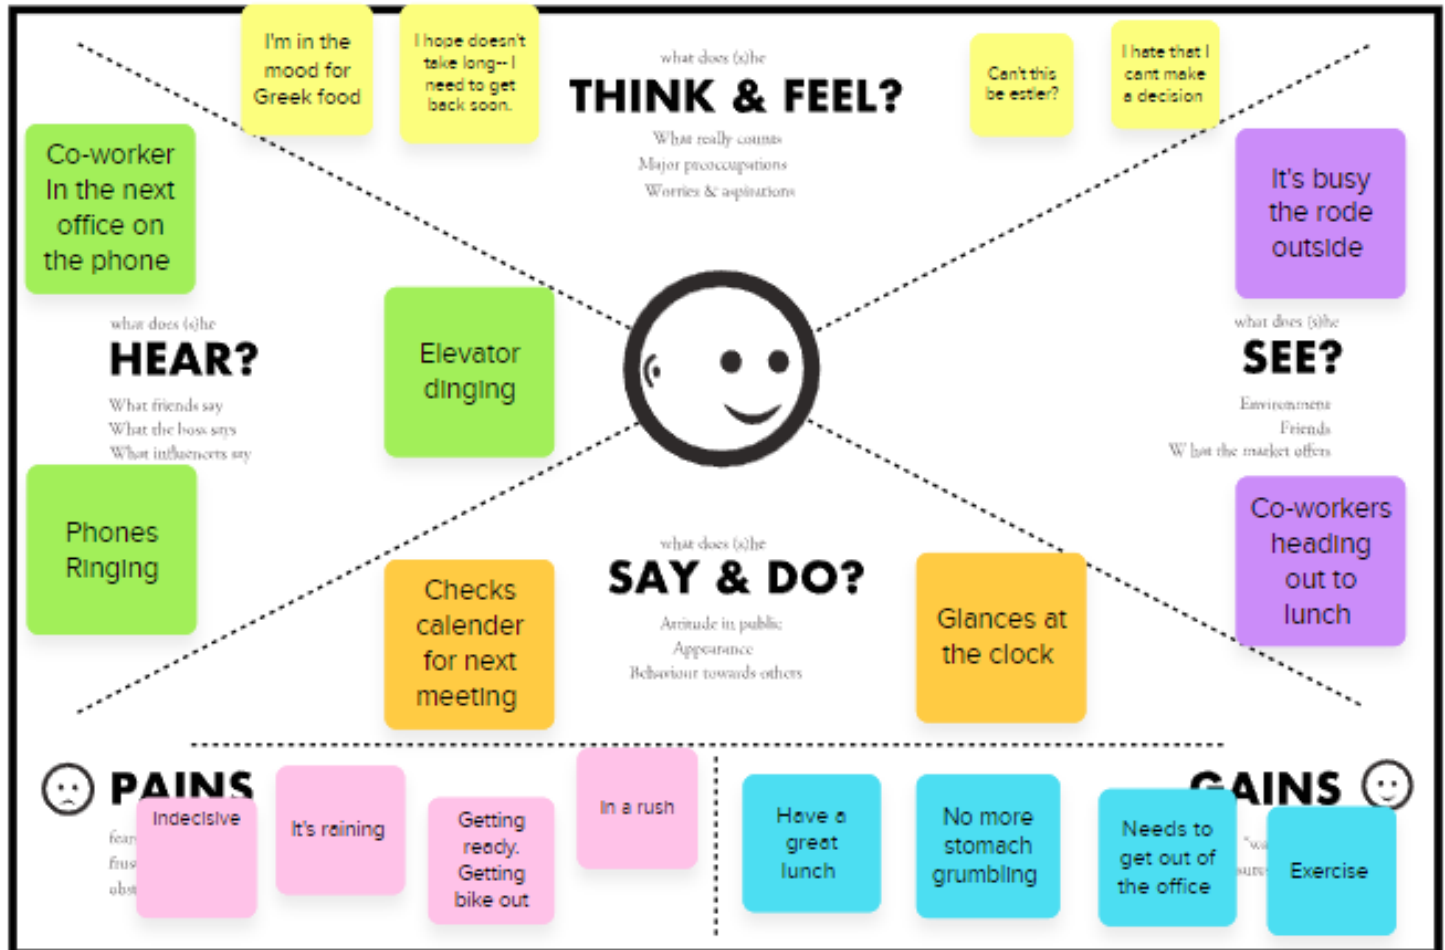 I'm in the
mood for
Greek food
I hope doesn't
take long-- I
need to get
back soon.
what does (s)he
THINK & FEEL?
What really counts
Major preoccupations
Worries & aspirations
Can't this
be estier?
I hate that I
cant make
a decision
Co-worker
In the next
office on
the phone
It's busy
the rode
outside
what does (s)he
HEAR?
What friends say
What the boss says
What influencers say
Elevator
dinging
what does (s)he
SEE?
Environment
Friends
W hat the market offers
Phones
Ringing
Co-workers
heading
out to
lunch
what does (s)he
SAY & DO?
Attitude in public
Appearance
Behaviour towards others
Checks
calender
for next
meeting
Glances at
the clock
PAINS
Indecisive
It's raining
Getting
ready.
Getting
bike out
In a rush
GAINS
Have a
great
lunch
No more
stomach
grumbling
Needs to
get out of
the office
Exercise